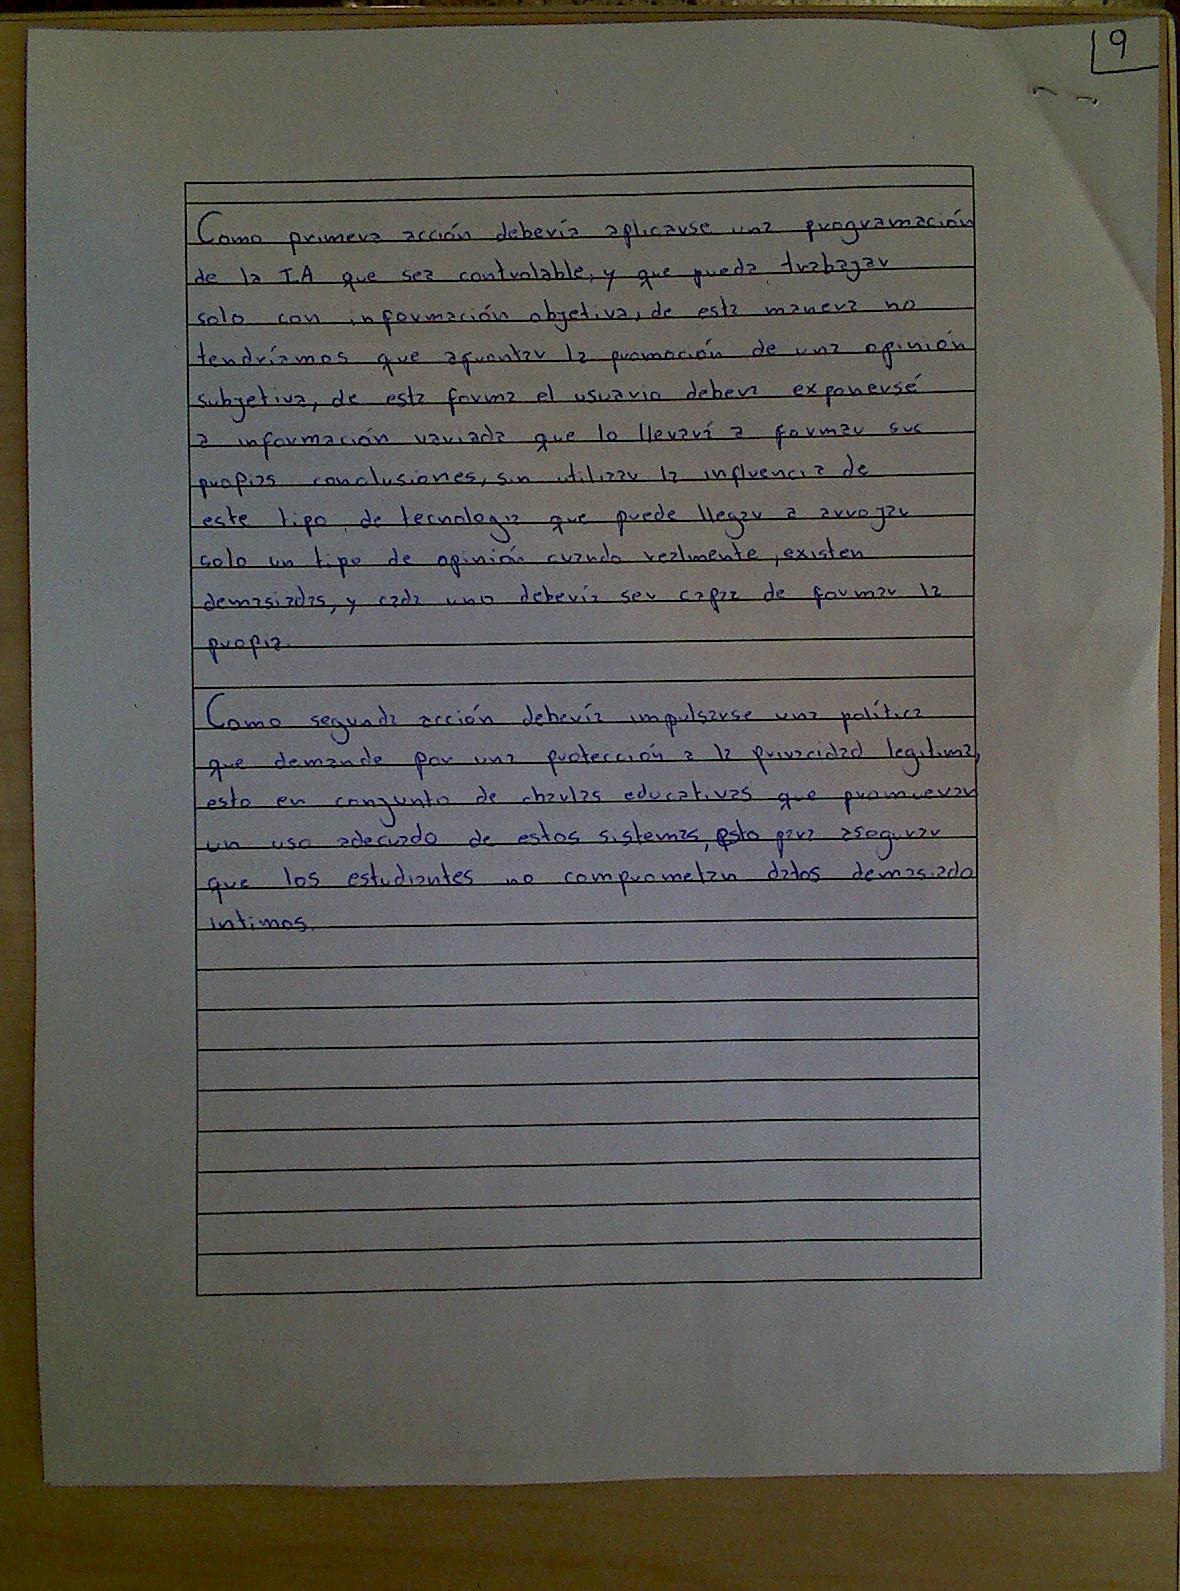 9
Como primera acción debería aplicarse una programación
de la IA que sea controlable, y que pueda trabajar
solo con información objetiva, de esta manera no
tendríamos que aguantar la promoción de una opinión
subjetiva, de esta forma el usuario deberá exponerse
a información variada que lo llevará a formar sus
propias conclusiones, sin utilizar la influencia de
este tipo de tecnología que puede llegar a arrojar
solo un tipo de opinión cuando realmente, existen
demasiadas, y cada uno debería ser capaz de formar la
propia.
Como segunda acción debería impulsarse una política
que demande por una protección a la privacidad legítima,
esto en conjunto de charlas educativas que promuevan
un uso adecuado de estos sistemas, esto para asegurar
que los estudiantes no comprometan datos demasiado
intimos.